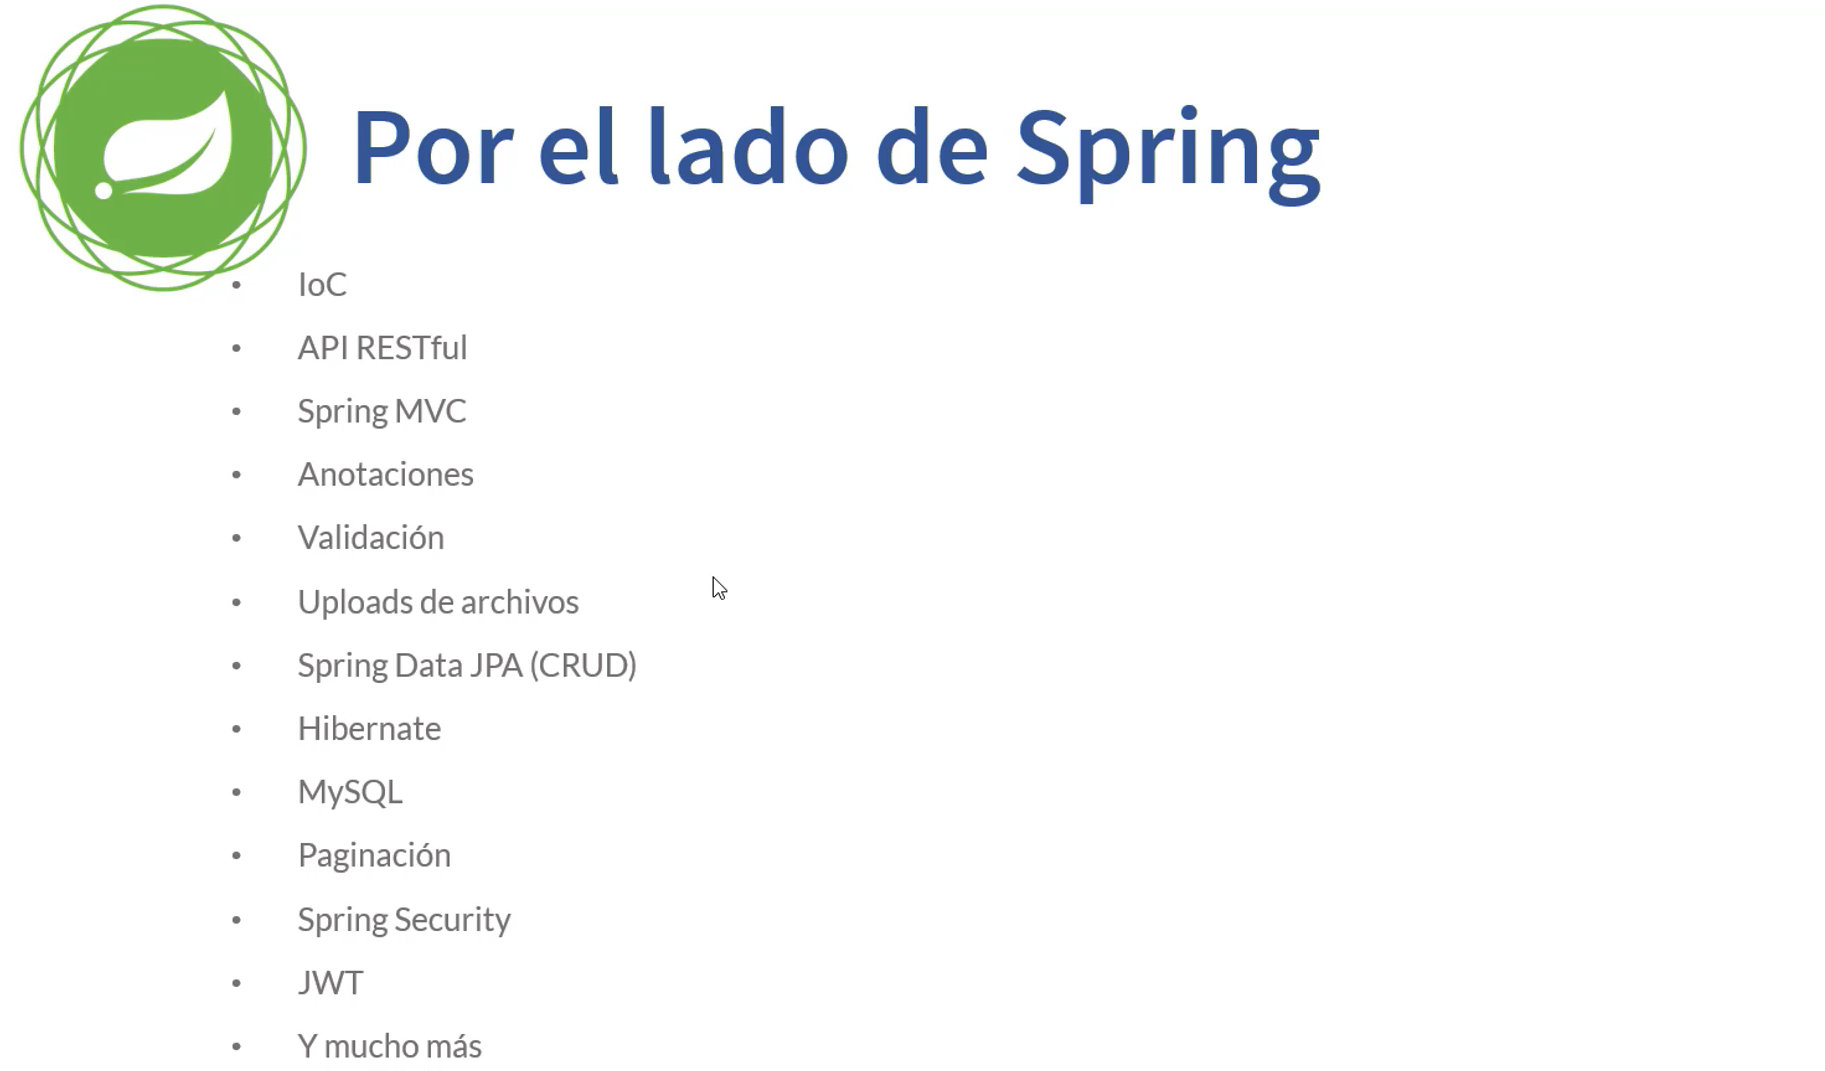 Por el lado de Spring
• IoC
• API RESTful
• Spring MVC
• Anotaciones
• Validación
• Uploads de archivos
• Spring Data JPA (CRUD)
• Hibernate
• MySQL
• Paginación
• Spring Security
• JWT
• Y mucho más